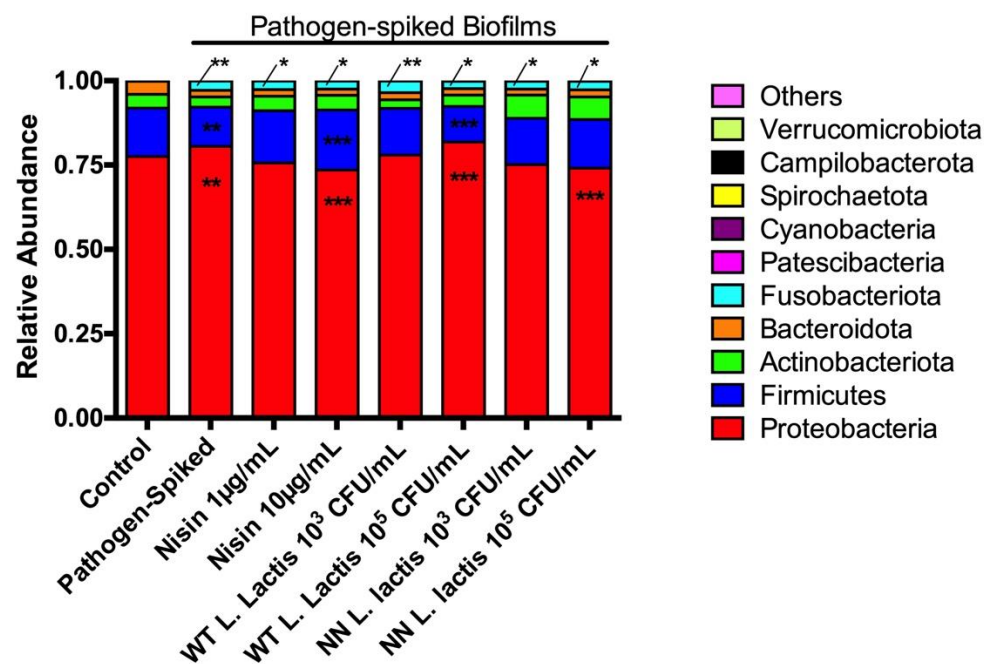 Pathogen-spiked Biofilms
** * * ** * * *
1.00
0.75
0.50
0.25
0.00
Relative Abundance
** *** ***
** *** *** ***
Control
Pathogen-Spiked
Nisin 1µg/mL
Nisin 10µg/mL
WT L. Lactis 10³ CFU/mL
WT L. Lactis 10⁵ CFU/mL
NN L. lactis 10³ CFU/mL
NN L. lactis 10⁵ CFU/mL
Others
Verrucomicrobiota
Campilobacterota
Spirochaetota
Cyanobacteria
Patescibacteria
Fusobacteriota
Bacteroidota
Actinobacteriota
Firmicutes
Proteobacteria